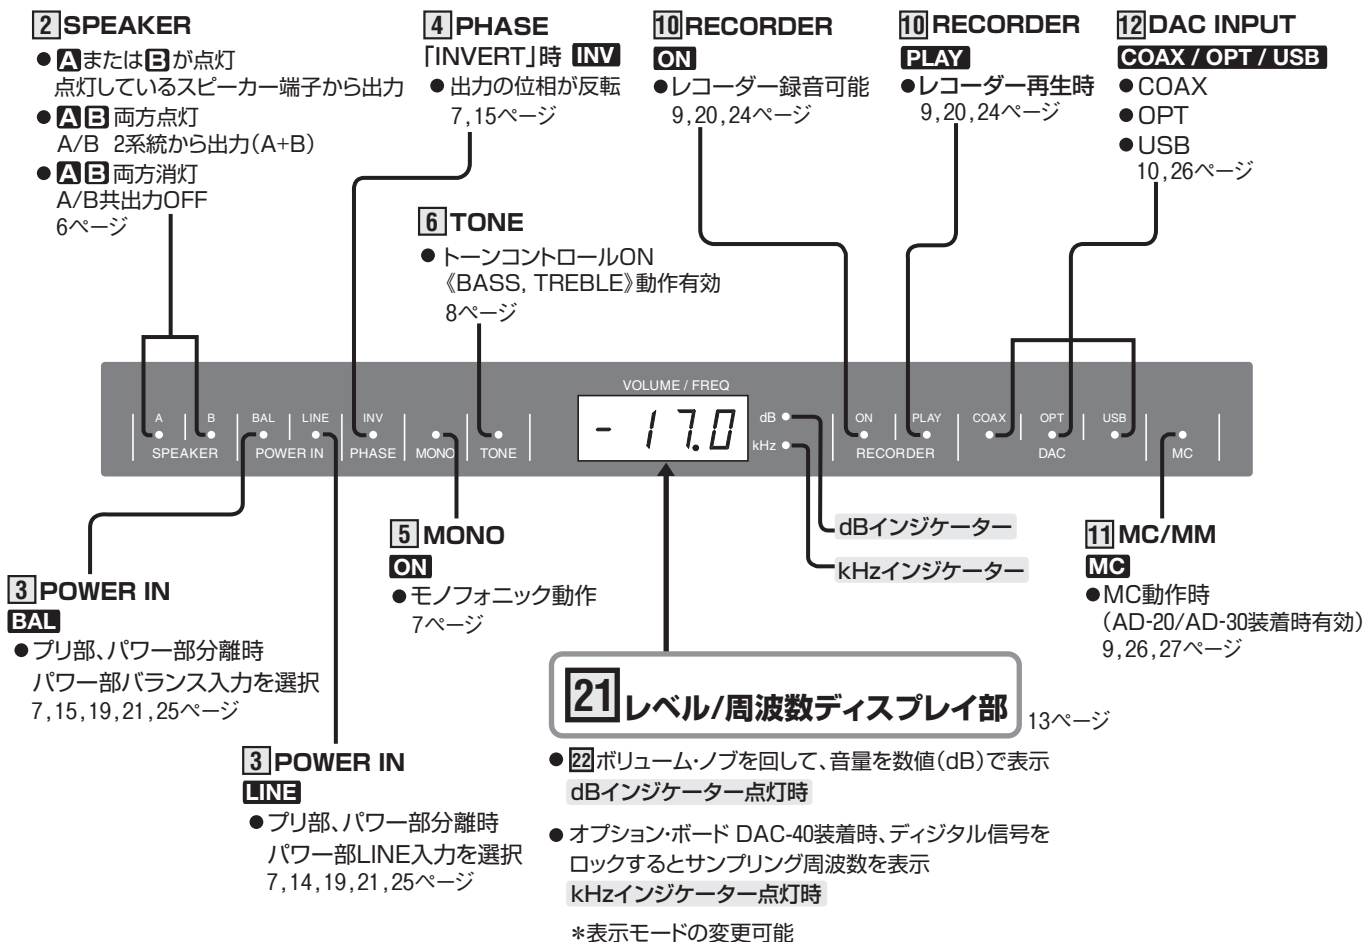 2 SPEAKER
● AまたはBが点灯
点灯しているスピーカー端子から出力
● A B 両方点灯
A/B 2系統から出力(A+B)
● A B 両方消灯
A/B共出力OFF
6ページ
4 PHASE
「INVERT」時 INV
● 出力の位相が反転
7,15ページ
6 TONE
● トーンコントロールON
《BASS, TREBLE》動作有効
8ページ
10 RECORDER
ON
●レコーダー録音可能
9,20,24ページ
10 RECORDER
PLAY
●レコーダー再生時
9,20,24ページ
12 DAC INPUT
COAX / OPT / USB
●COAX
●OPT
●USB
10,26ページ
VOLUME / FREQ
A B BAL LINE INV
SPEAKER POWER IN PHASE MONO TONE
-17.0
dB
kHz
ON PLAY COAX OPT USB
RECORDER DAC MC
dBインジケーター
kHzインジケーター
3 POWER IN
BAL
●プリ部、パワー部分離時
パワー部バランス入力を選択
7,15,19,21,25ページ
3 POWER IN
LINE
●プリ部、パワー部分離時
パワー部LINE入力を選択
7,14,19,21,25ページ
5 MONO
ON
●モノフォニック動作
7ページ
11 MC/MM
MC
●MC動作時
(AD-20/AD-30装着時有効)
9,26,27ページ
21 レベル/周波数ディスプレイ部 13ページ
● 22ボリューム・ノブを回して、音量を数値(dB)で表示
dBインジケーター点灯時
● オプション・ボード DAC-40装着時、ディジタル信号を
ロックするとサンプリング周波数を表示
kHzインジケーター点灯時
*表示モードの変更可能